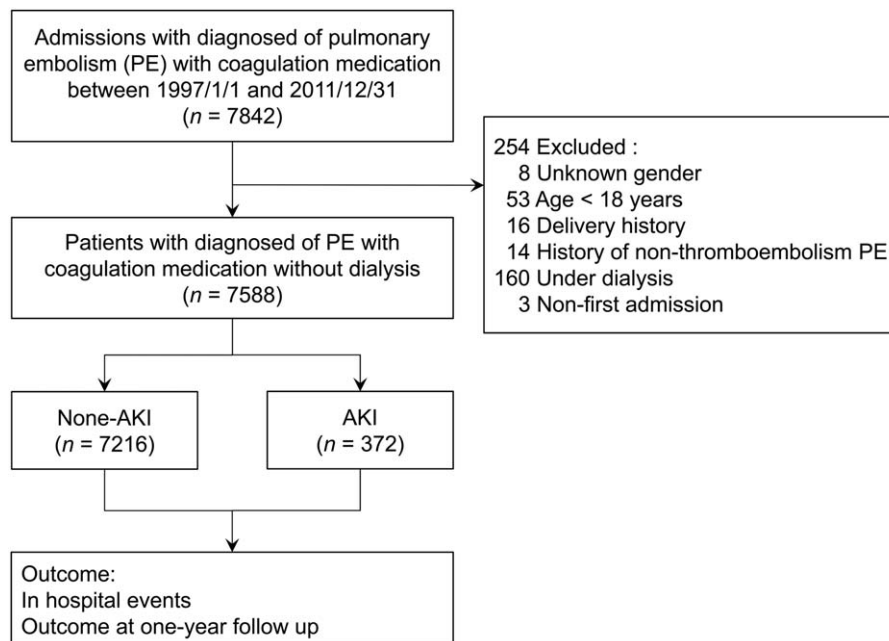 Admissions with diagnosed of pulmonary
embolism (PE) with coagulation medication
between 1997/1/1 and 2011/12/31
(n = 7842)
254 Excluded :
8 Unknown gender
53 Age < 18 years
16 Delivery history
14 History of non-thromboembolism PE
160 Under dialysis
3 Non-first admission
Patients with diagnosed of PE with
coagulation medication without dialysis
(n = 7588)
None-AKI
(n = 7216)
AKI
(n = 372)
Outcome:
In hospital events
Outcome at one-year follow up